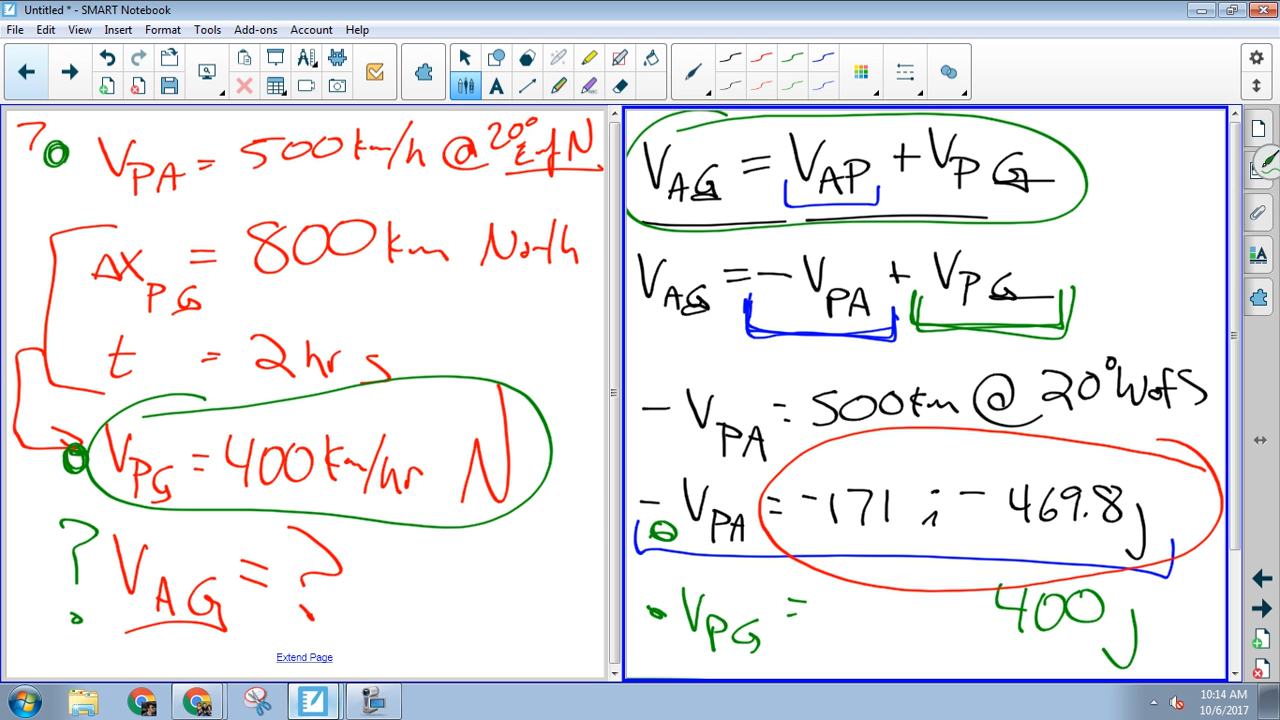 Untitled * - SMART Notebook
File Edit View Insert Format Tools Add-ons Account Help
7. V_PA = 500 km/h @ 20° E of N
Δx_PG = 800 km North
t = 2 hrs
V_PG = 400 km/hr N
? V_AG = ?
Extend Page
V_AG = V_AP + V_PG
V_AG = -V_PA + V_PG
-V_PA = 500 km @ 20° W of S
-V_PA = -171 i - 469.8 j
V_PG = 400 j
10:14 AM
10/6/2017